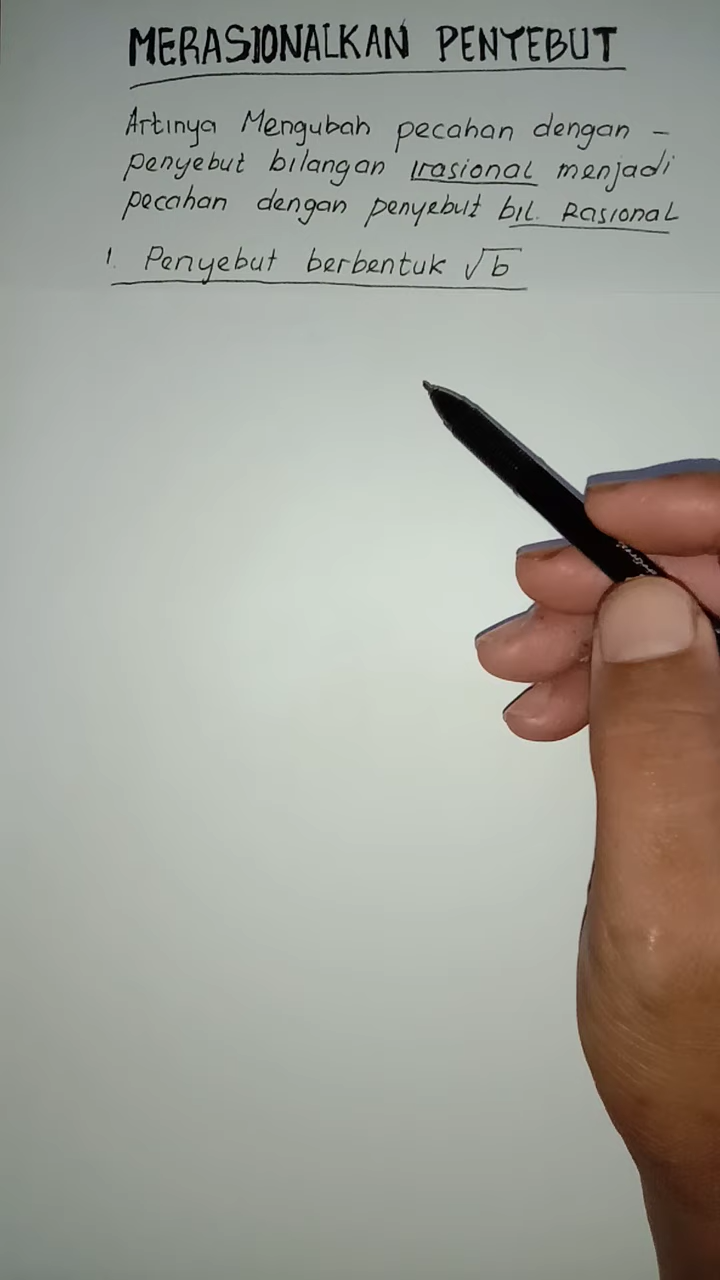 MERASIONALKAN PENYEBUT
Artinya Mengubah pecahan dengan -
penyebut bilangan irasional menjadi
pecahan dengan penyebut bil. Rasional
1. Penyebut berbentuk √b